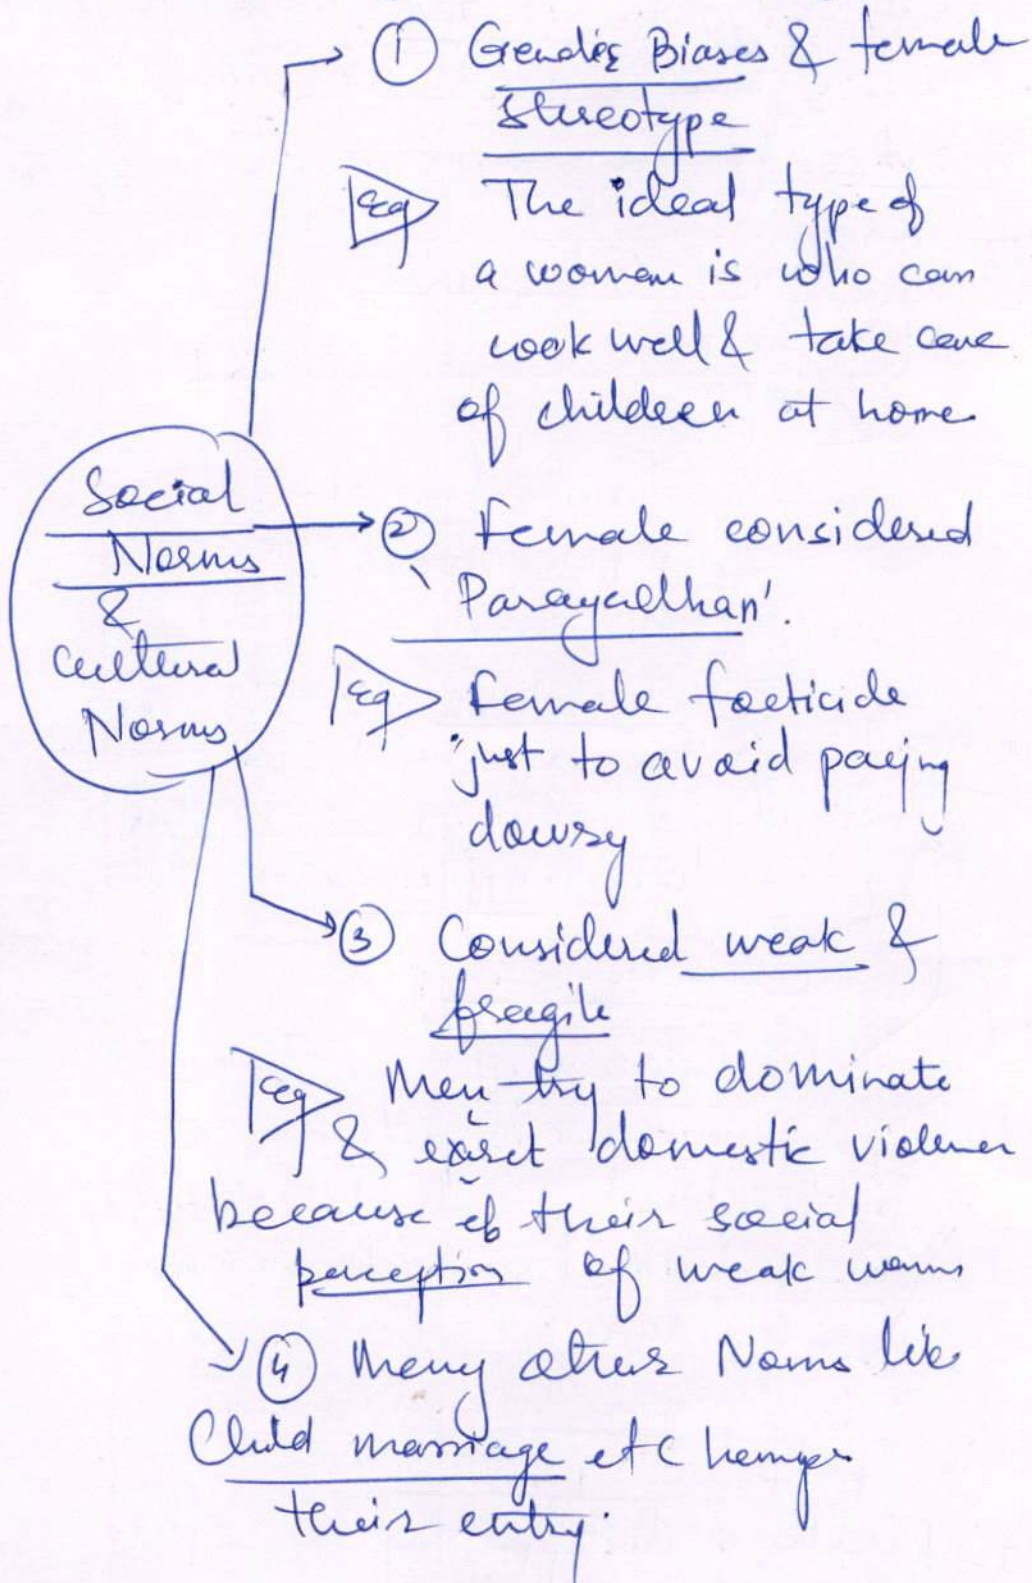 Social
Norms
&
Cultural
Norms
① Gender Biases & female
stereotype
Eg The ideal type of
a woman is who can
cook well & take care
of children at home
② Female considered
'Parayadhan'.
Eg Female foeticide
just to avoid paying
dowry
③ Considered weak &
fragile
Eg Men try to dominate
& exert domestic violence
because of their social
perception of weak
④ Many other Norms like
Child marriage etc hamper
their entry.